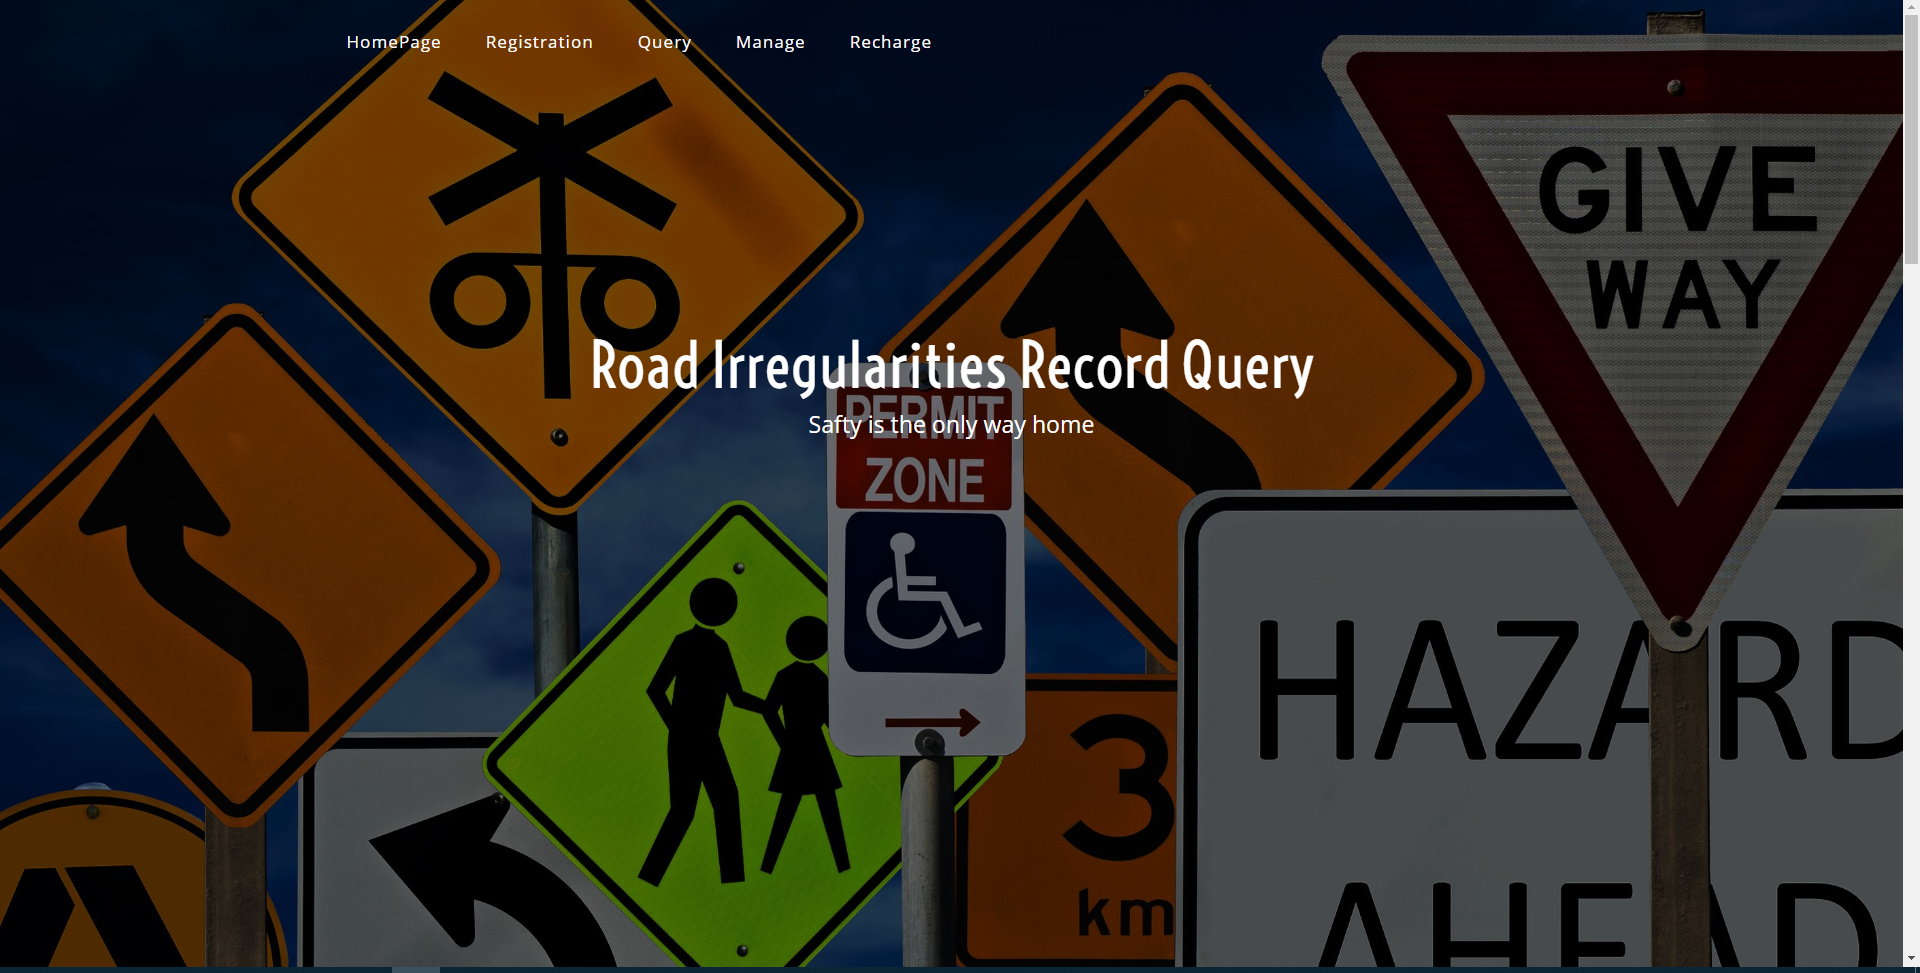 HomePage Registration Query Manage Recharge
GIVE
WAY
Road Irregularities Record Query
PERMIT
Safty is the only way home
ZONE
HAZARD
3
km
AHEAD